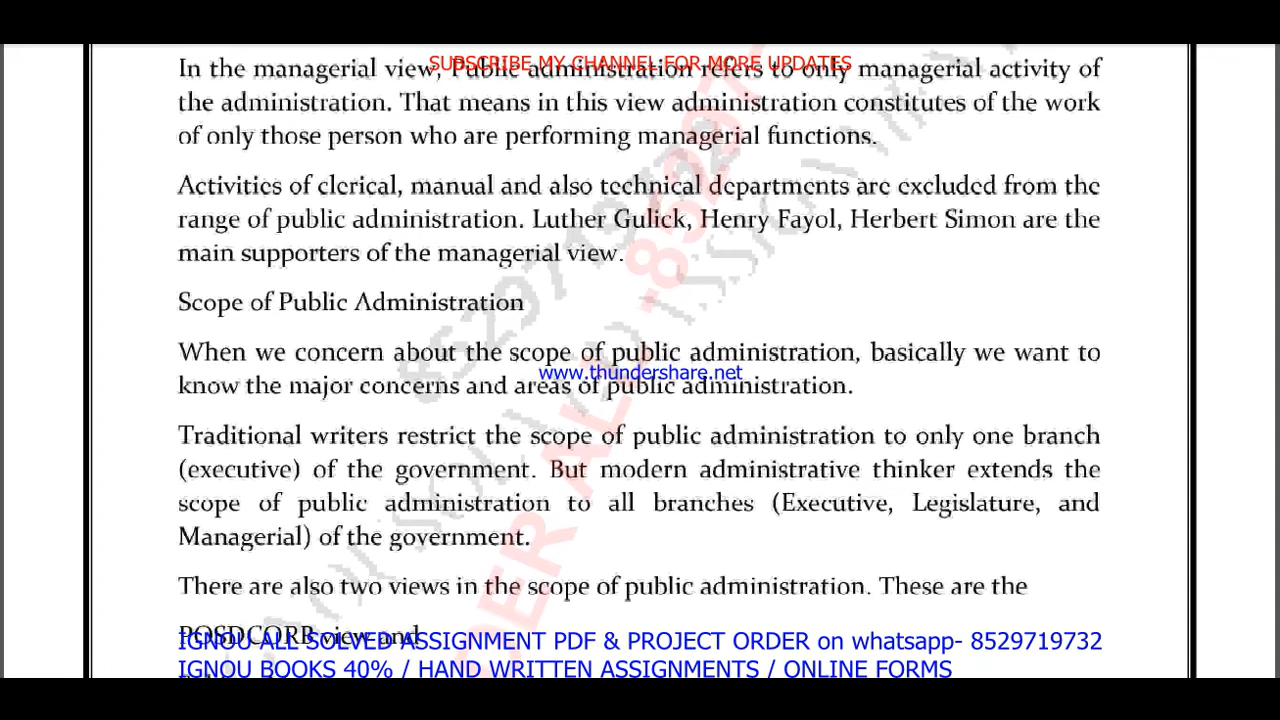 SUBSCRIBE MY CHANNEL FOR MORE UPDATES
In the managerial view, Public administration refers to only managerial activity of
the administration. That means in this view administration constitutes of the work
of only those person who are performing managerial functions.
Activities of clerical, manual and also technical departments are excluded from the
range of public administration. Luther Gulick, Henry Fayol, Herbert Simon are the
main supporters of the managerial view.
Scope of Public Administration
When we concern about the scope of public administration, basically we want to
www.thundershare.net
know the major concerns and areas of public administration.
Traditional writers restrict the scope of public administration to only one branch
(executive) of the government. But modern administrative thinker extends the
scope of public administration to all branches (Executive, Legislature, and
Managerial) of the government.
There are also two views in the scope of public administration. These are the
POSDCORB view and
IGNOU ALL SOLVED ASSIGNMENT PDF & PROJECT ORDER on whatsapp- 8529719732
IGNOU BOOKS 40% / HAND WRITTEN ASSIGNMENTS / ONLINE FORMS